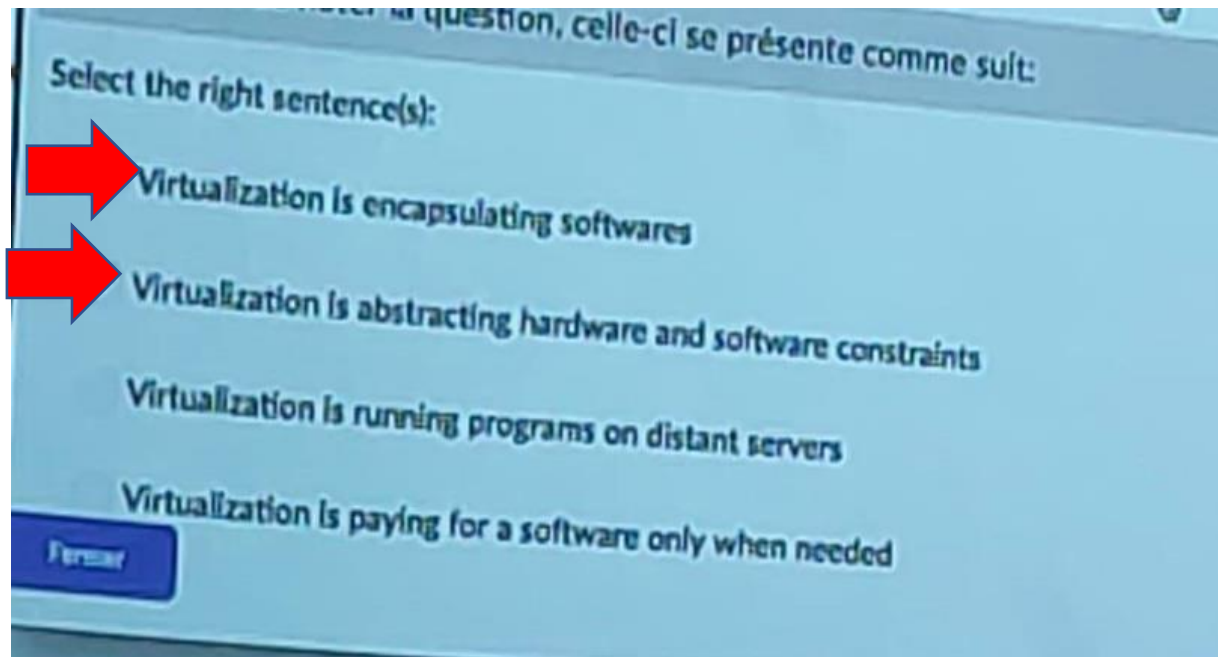 la question, celle-ci se présente comme suit:
Select the right sentence(s):
Virtualization is encapsulating softwares
Virtualization is abstracting hardware and software constraints
Virtualization is running programs on distant servers
Virtualization is paying for a software only when needed
Fermer